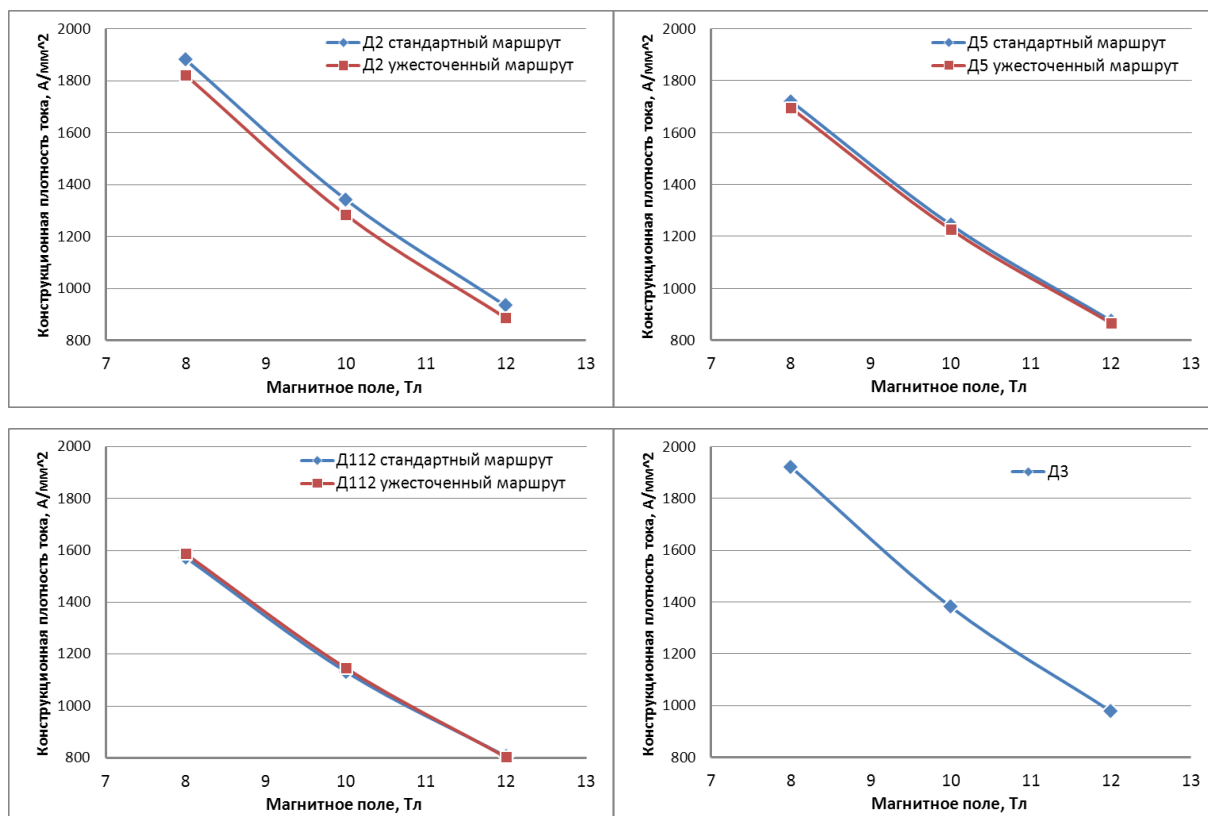 Конструкционная плотность тока, А/мм^2
2000
1800
1600
1400
1200
1000
800
Д2 стандартный маршрут
Д2 ужесточенный маршрут
7 8 9 10 11 12 13
Магнитное поле, Тл
Конструкционная плотность тока, А/мм^2
2000
1800
1600
1400
1200
1000
800
Д5 стандартный маршрут
Д5 ужесточенный маршрут
7 8 9 10 11 12 13
Магнитное поле, Тл
Конструкционная плотность тока, А/мм^2
2000
1800
1600
1400
1200
1000
800
Д112 стандартный маршрут
Д112 ужесточенный маршрут
7 8 9 10 11 12 13
Магнитное поле, Тл
Конструкционная плотность тока, А/мм^2
2000
1800
1600
1400
1200
1000
800
Д3
7 8 9 10 11 12 13
Магнитное поле, Тл